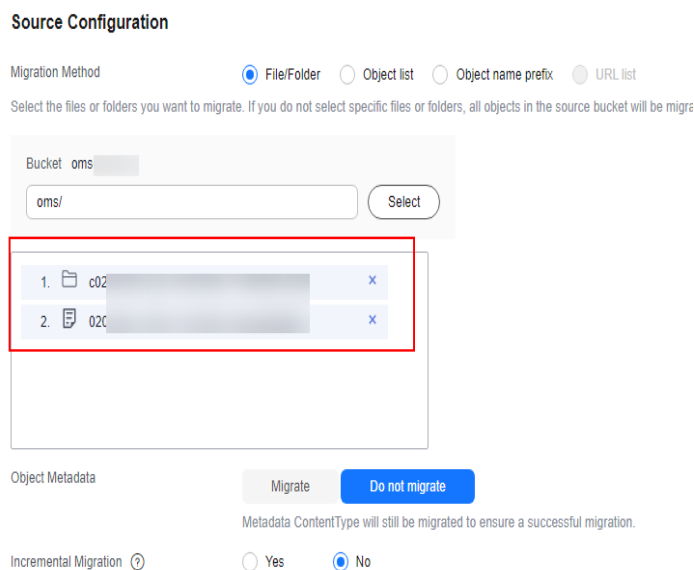 Source Configuration
Migration Method File/Folder Object list Object name prefix URL list
Select the files or folders you want to migrate. If you do not select specific files or folders, all objects in the source bucket will be migra
Bucket oms
oms/ Select
1. c02
2. 020
Object Metadata Migrate Do not migrate
Metadata ContentType will still be migrated to ensure a successful migration.
Incremental Migration ? Yes No